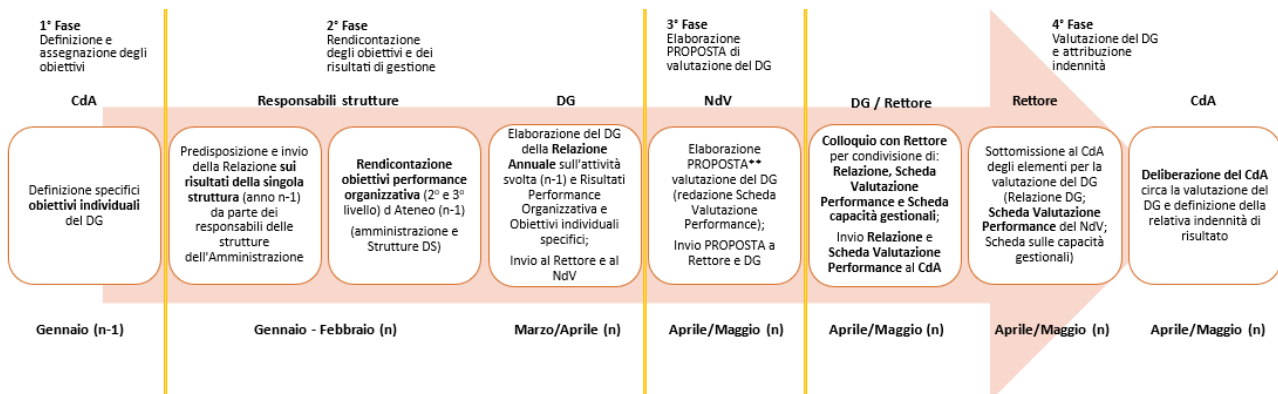 1° Fase
Definizione e
assegnazione degli
obiettivi
2° Fase
Rendicontazione
degli obiettivi e dei
risultati di gestione
3° Fase
Elaborazione
PROPOSTA di
valutazione del DG
4° Fase
Valutazione del DG
e attribuzione
indennità
CdA
Responsabili strutture
DG
NdV
DG / Rettore
Rettore
CdA
Definizione specifici
obiettivi individuali
del DG
Predisposizione e invio
della Relazione sui
risultati della singola
struttura (anno n-1)
da parte dei
responsabili delle
strutture
dell'Amministrazione
Rendicontazione
obiettivi performance
organizzativa (2° e 3°
livello) d Ateneo (n-1)
(amministrazione e
Strutture DS)
Elaborazione del DG
della Relazione
Annuale sull'attività
svolta (n-1) e Risultati
Performance
Organizzativa e
Obiettivi individuali
specifici;
Invio al Rettore e al
NdV
Elaborazione
PROPOSTA**
valutazione del DG
(redazione Scheda
Valutazione
Performance);
Invio PROPOSTA a
Rettore e DG
Colloquio con Rettore
per condivisione di:
Relazione, Scheda
Valutazione
Performance e Scheda
capacità gestionali;
Invio Relazione e
Scheda Valutazione
Performance al CdA
Sottomissione al CdA
degli elementi per la
valutazione del DG
(Relazione DG;
Scheda Valutazione
Performance del NdV;
Scheda sulle capacità
gestionali)
Deliberazione del CdA
circa la valutazione del
DG e definizione della
relativa indennità di
risultato
Gennaio (n-1)
Gennaio - Febbraio (n)
Marzo/Aprile (n)
Aprile/Maggio (n)
Aprile/Maggio (n)
Aprile/Maggio (n)
Aprile/Maggio (n)